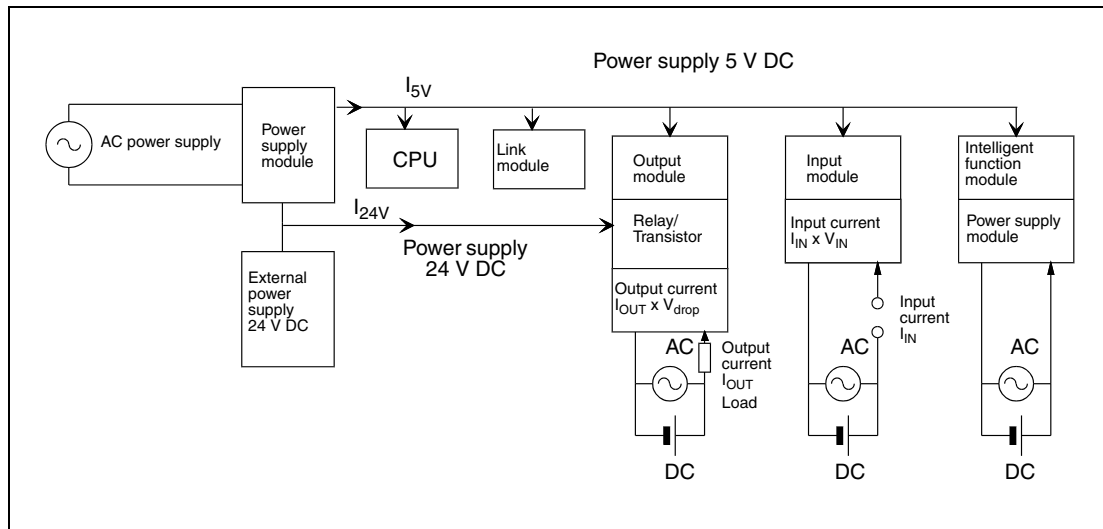 Power supply 5 V DC
I5V
AC power supply
Power
supply
module
CPU
Link
module
Output
module
Input
module
Intelligent
function
module
I24V
Power supply
24 V DC
Relay/
Transistor
Input current
IIN x VIN
Power supply
module
External
power
supply
24 V DC
Output current
IOUT x Vdrop
Input
current
IIN
AC
Output
current
IOUT
Load
AC
AC
DC
DC
DC